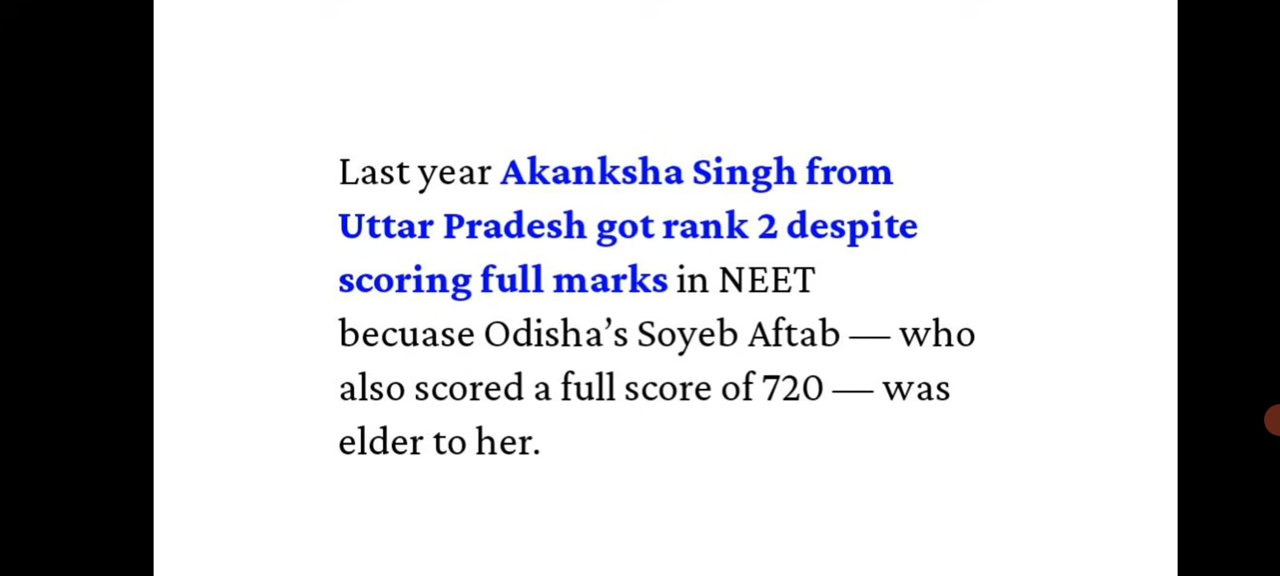 Last year Akanksha Singh from
Uttar Pradesh got rank 2 despite
scoring full marks in NEET
becuase Odisha’s Soyeb Aftab — who
also scored a full score of 720 — was
elder to her.